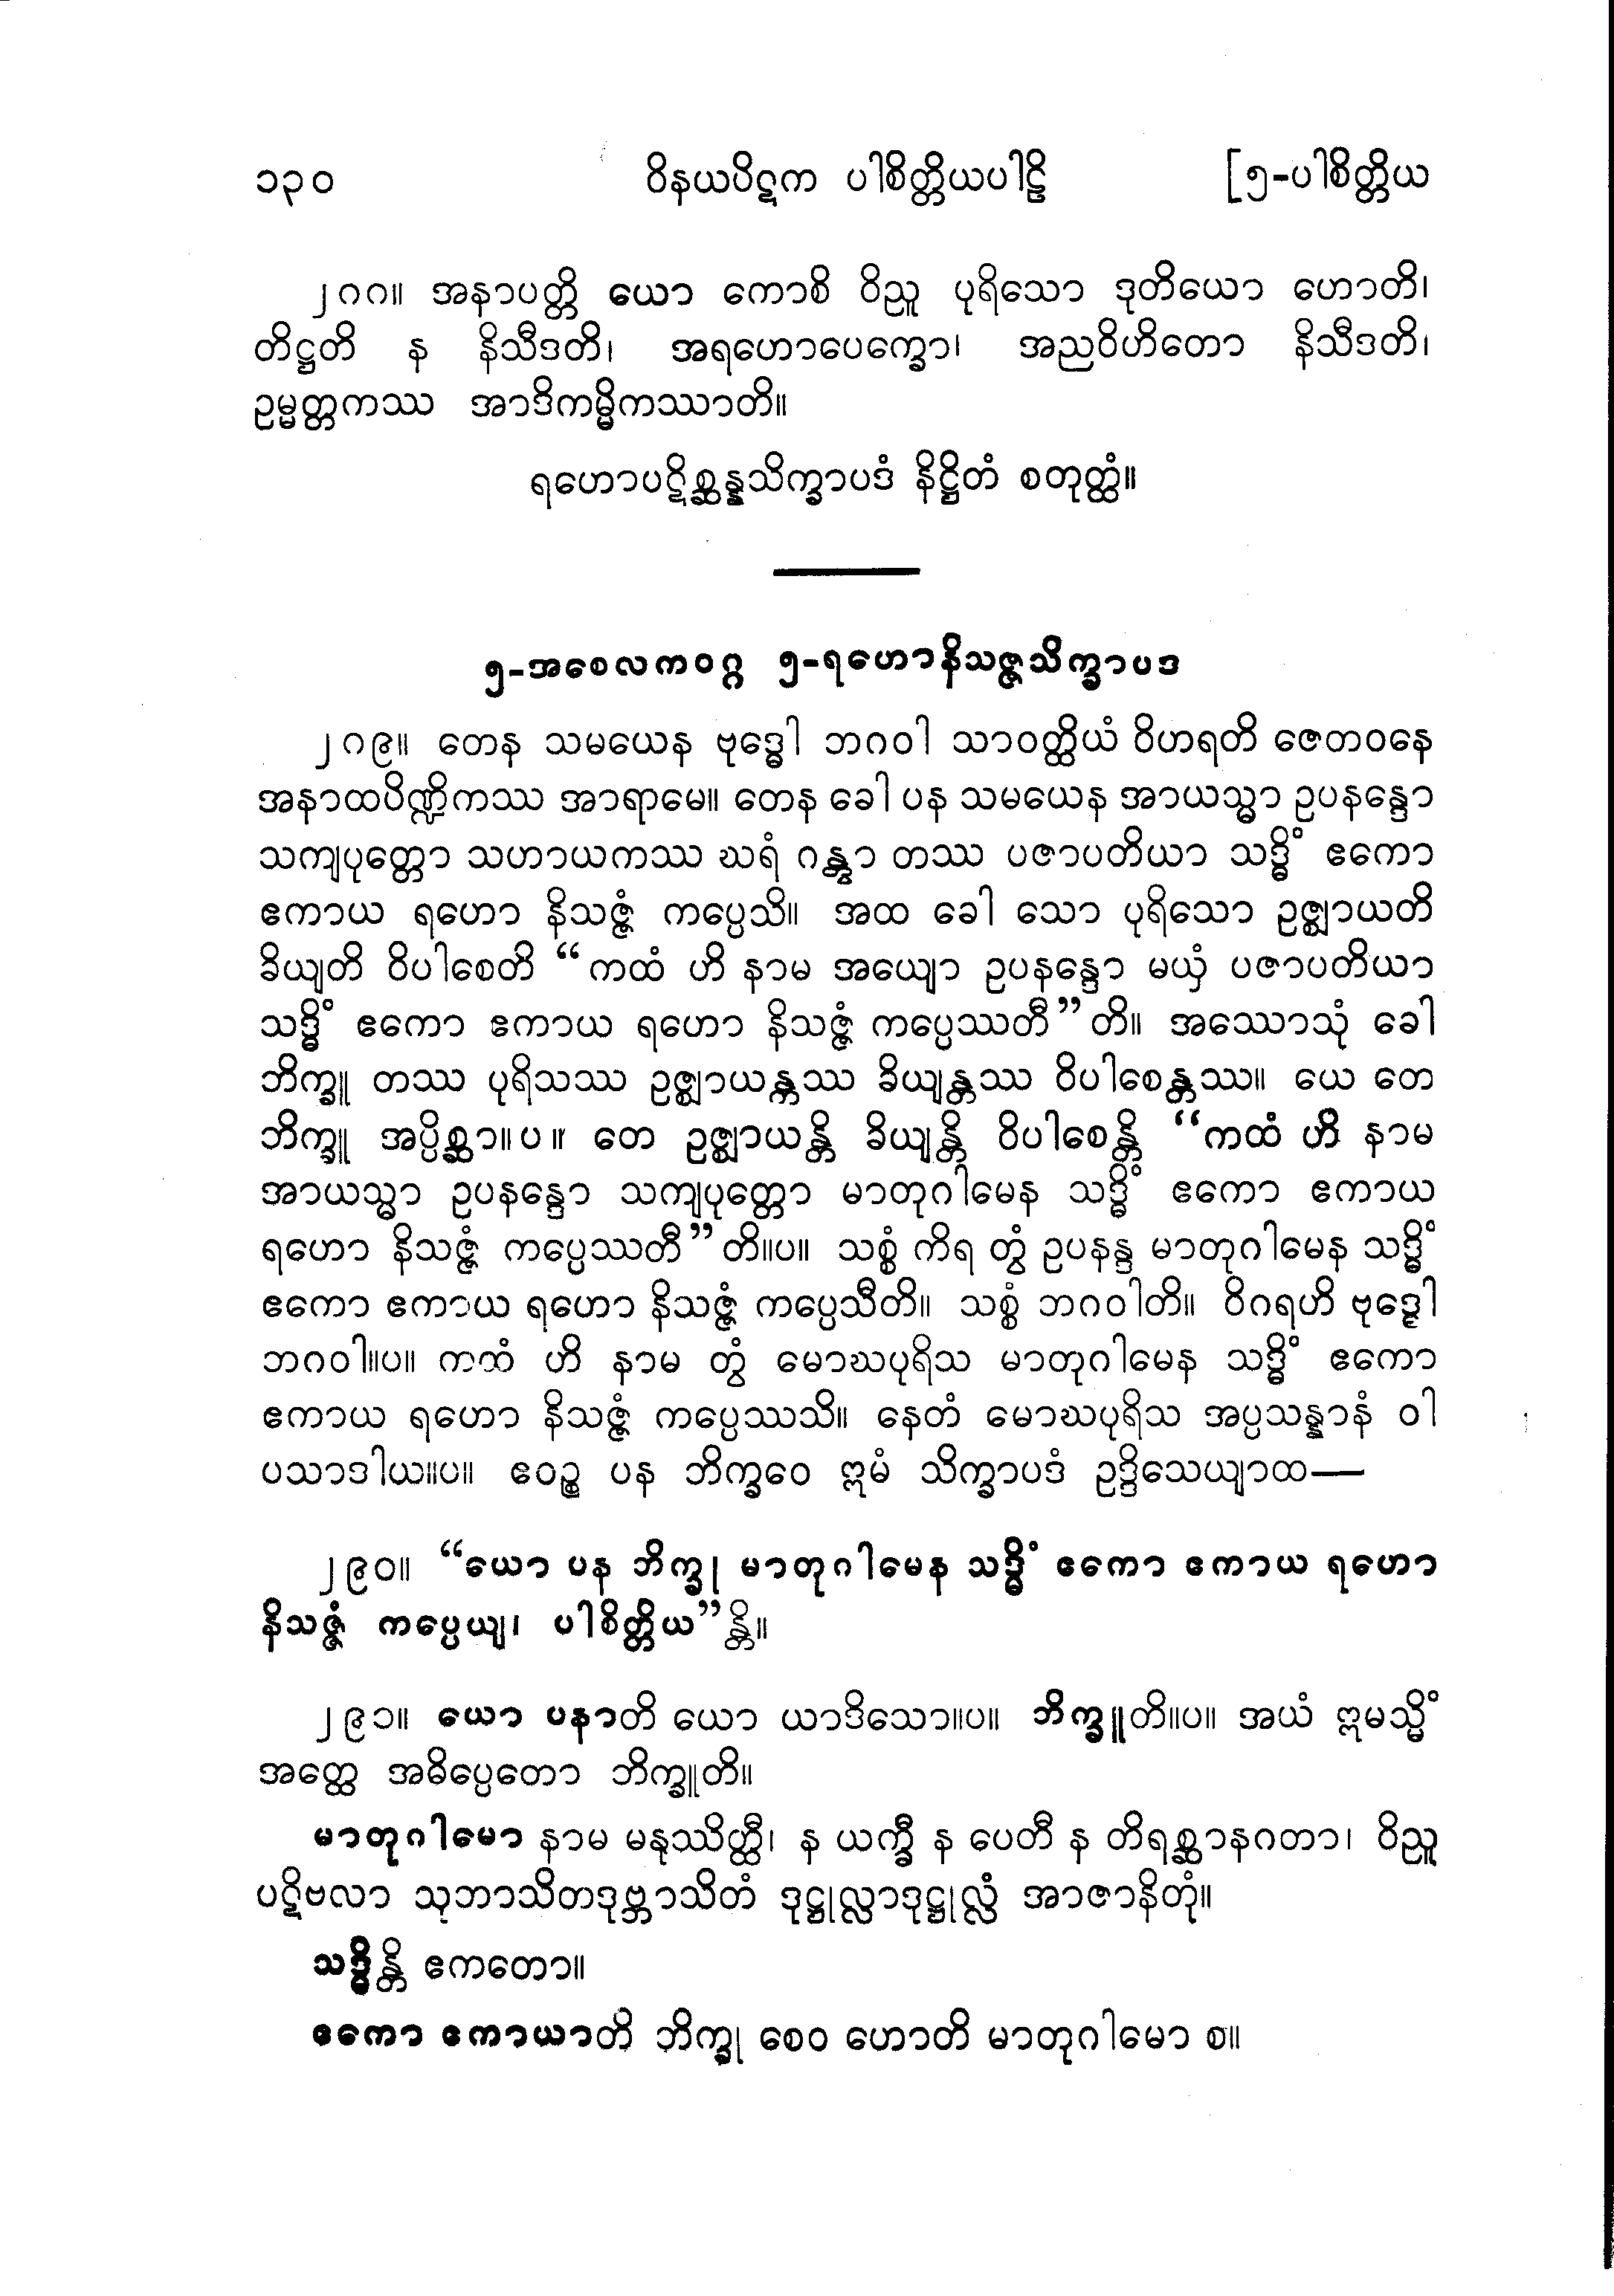 ၁၃၀ ဝိနယပိဋက ပါစိတ္တိယပါဠိ [၅-ပါစိတ္တိယ
၂၈၈။ အနာပတ္တိ ယော ကောစိ ဝိညူ ပုရိသော ဒုတိယော ဟောတိ၊
တိဋ္ဌတိ န နိသီဒတိ၊ အရဟောပေက္ခော၊ အညဝိဟိတော နိသီဒတိ၊
ဥမ္မတ္တကဿ အာဒိကမ္မိကဿာတိ။
ရဟောပဋိစ္ဆန္နသိက္ခာပဒံ နိဋ္ဌိတံ စတုတ္ထံ။
၅-အစေလကဝဂ္ဂ ၅-ရဟောနိသဇ္ဇသိက္ခာပဒ
၂၈၉။ တေန သမယေန ဗုဒ္ဓေါ ဘဂဝါ သာဝတ္ထိယံ ဝိဟရတိ ဇေတဝနေ
အနာထပိဏ္ဍိကဿ အာရာမေ။ တေန ခေါ ပန သမယေန အာယသ္မာ ဥပနန္ဒော
သကျပုတ္တော သဟာယကဿ ဃရံ ဂန္တွာ တဿ ပဇာပတိယာ သဒ္ဓိံ ဧကော
ဧကာယ ရဟော နိသဇ္ဇံ ကပ္ပေသိ။ အထ ခေါ သော ပုရိသော ဥဇ္ဈာယတိ
ခိယျတိ ဝိပါစေတိ “ကထံ ဟိ နာမ အယျော ဥပနန္ဒော မယှံ ပဇာပတိယာ
သဒ္ဓိံ ဧကော ဧကာယ ရဟော နိသဇ္ဇံ ကပ္ပေဿတီ”တိ။ အဿောသုံ ခေါ
ဘိက္ခူ တဿ ပုရိသဿ ဥဇ္ဈာယန္တဿ ခိယျန္တဿ ဝိပါစေန္တဿ။ ယေ တေ
ဘိက္ခူ အပ္ပိစ္ဆာ။ပ။ တေ ဥဇ္ဈာယန္တိ ခိယျန္တိ ဝိပါစေန္တိ “ကထံ ဟိ နာမ
အာယသ္မာ ဥပနန္ဒော သကျပုတ္တော မာတုဂါမေန သဒ္ဓိံ ဧကော ဧကာယ
ရဟော နိသဇ္ဇံ ကပ္ပေဿတီ”တိ။ပ။ သစ္စံ ကိရ တွံ ဥပနန္ဒ မာတုဂါမေန သဒ္ဓိံ
ဧကော ဧကာယ ရဟော နိသဇ္ဇံ ကပ္ပေသီတိ။ သစ္စံ ဘဂဝါတိ။ ဝိဂရဟိ ဗုဒ္ဓေါ
ဘဂဝါ။ပ။ ကထံ ဟိ နာမ တွံ မောဃပုရိသ မာတုဂါမေန သဒ္ဓိံ ဧကော
ဧကာယ ရဟော နိသဇ္ဇံ ကပ္ပေဿသိ။ နေတံ မောဃပုရိသ အပ္ပသန္နာနံ ဝါ
ပသာဒါယ။ပ။ ဧဝဉ္စ ပန ဘိက္ခဝေ ဣမံ သိက္ခာပဒံ ဥဒ္ဒိသေယျာထ—
၂၉၀။ “ယော ပန ဘိက္ခု မာတုဂါမေန သဒ္ဓိံ ဧကော ဧကာယ ရဟော
နိသဇ္ဇံ ကပ္ပေယျ၊ ပါစိတ္တိယ”န္တိ။
၂၉၁။ ယော ပနာတိ ယော ယာဒိသော။ပ။ ဘိက္ခူတိ။ပ။ အယံ ဣမသ္မိံ
အတ္ထေ အဓိပ္ပေတော ဘိက္ခူတိ။
မာတုဂါမော နာမ မနုဿိတ္ထီ၊ န ယက္ခီ န ပေတီ န တိရစ္ဆာနဂတာ၊ ဝိညူ
ပဋိဗလာ သုဘာသိတဒုဗ္ဘာသိတံ ဒုဋ္ဌုလ္လာဒုဋ္ဌုလ္လံ အာဇာနိတုံ။
သဒ္ဓိန္တိ ဧကတော။
ဧကော ဧကာယာတိ ဘိက္ခု စေဝ ဟောတိ မာတုဂါမော စ။